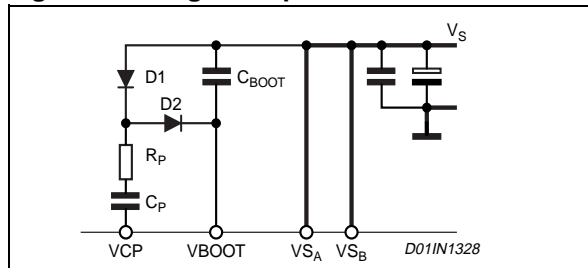 V_S
D1
C_BOOT
D2
R_P
C_P
VCP VBOOT VS_A VS_B D01IN1328